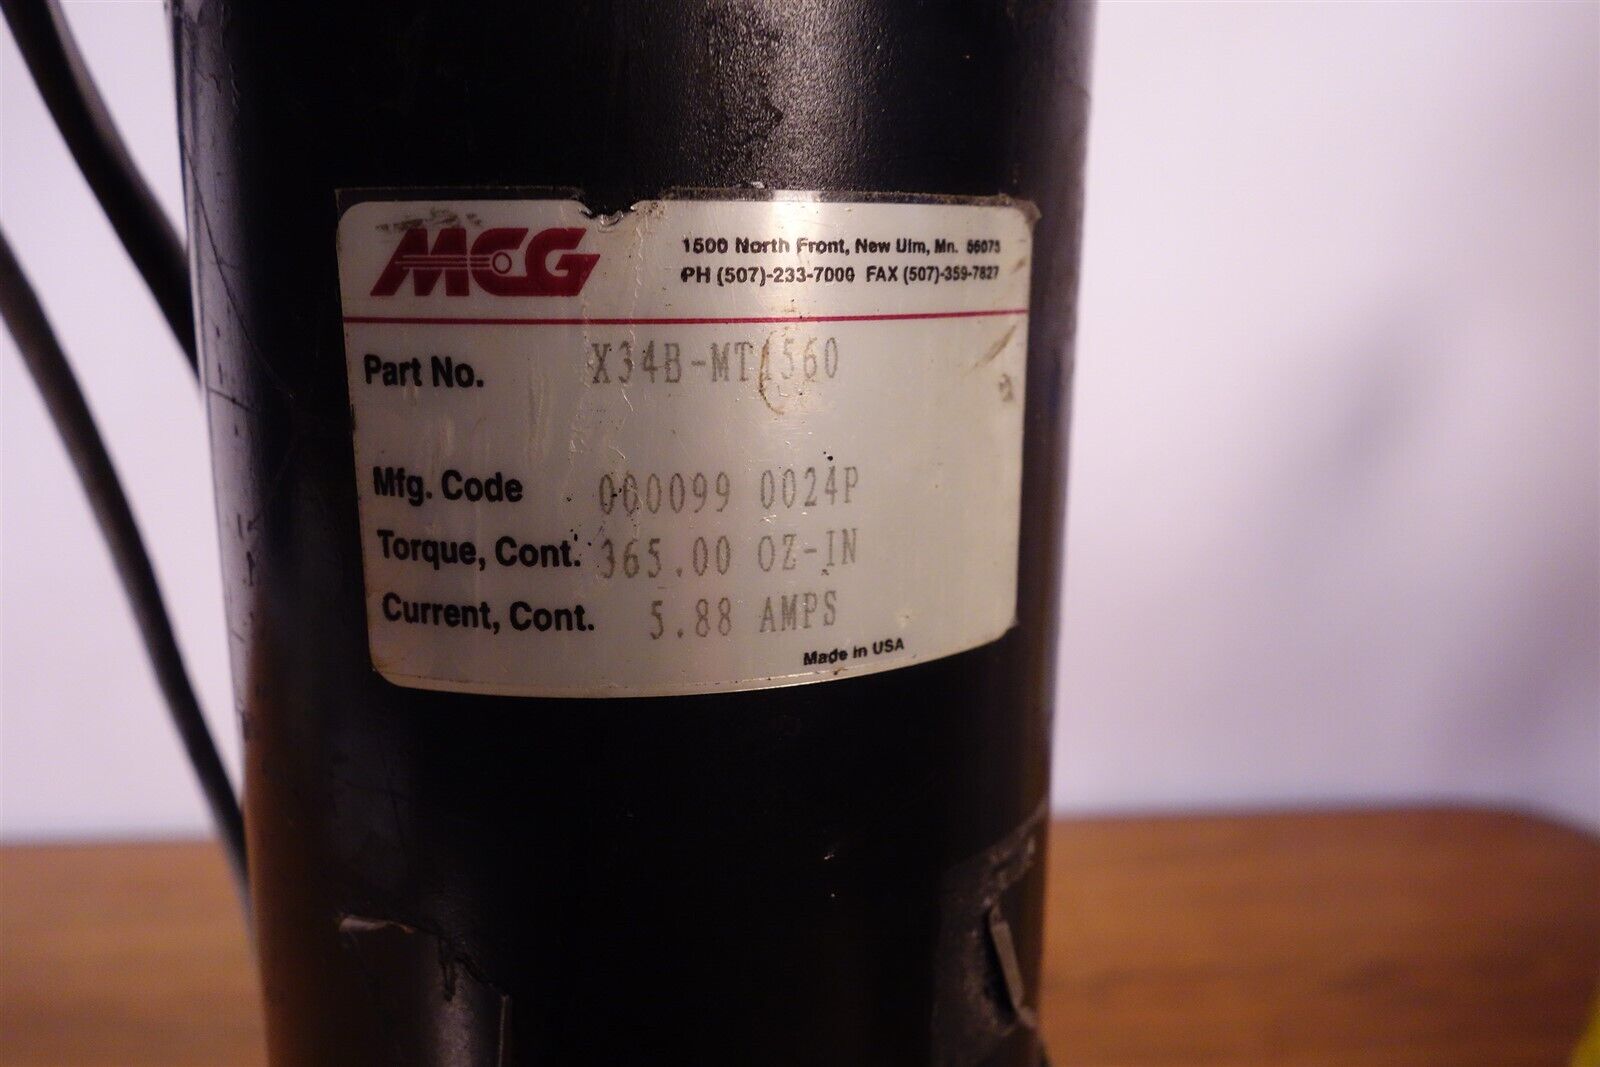 MCG
1500 North Front, New Ulm, Mn. 56073
PH (507)-233-7000 FAX (507)-359-7827
Part No. X34B-MT1560
Mfg. Code 000099 0024P
Torque, Cont. 365.00 OZ-IN
Current, Cont. 5.88 AMPS
Made in USA